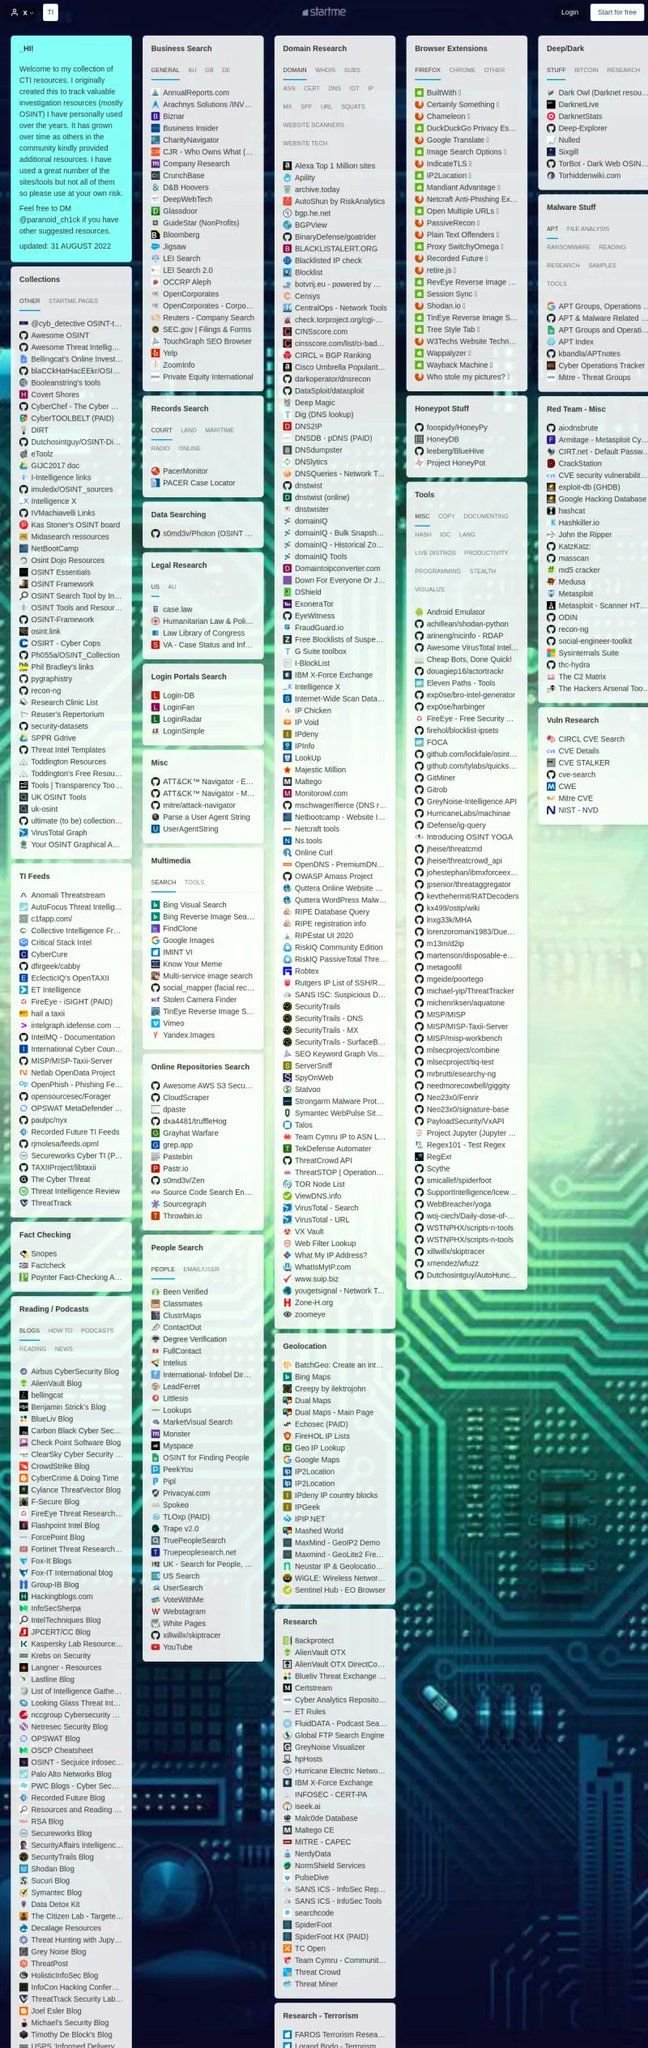 x
TI
startme
Login
Start for free
_HI!
Welcome to my collection of
CTI resources. I originally
created this to track valuable
investigation resources (mostly
OSINT) I have personally used
over the years. It has grown
over time as others in the
community kindly provided
additional resources. I have
used a great number of the
sites/tools but not all of them
so please use at your own risk.
Feel free to DM
@paranoid_ch1ck if you have
other suggested resources.
updated: 31 AUGUST 2022
Collections
OTHER STARTME PAGES
@cyb_detective OSINT-t...
Awesome OSINT
Awesome Threat Intellig...
Bellingcat's Online Invest...
blaCCkHatHacEEkr/OSI...
Booleanstring's tools
Covert Shores
CyberChef - The Cyber ...
CyberTOOLBELT (PAID)
DIRT
Dutchosintguy/OSINT-Di...
eToolz
GIJC2017 doc
I-Intelligence links
imuledx/OSINT_sources
Intelligence X
IVMachiavelli Links
Kas Stoner's OSINT board
Midasearch ressources
NetBootCamp
Osint Dojo Resources
OSINT Essentials
OSINT Framework
OSINT Search Tool by In...
OSINT Tools and Resour...
OSINT-Framework
osint.link
OSIRT - Cyber Cops
Ph055a/OSINT_Collection
Phil Bradley's links
pygraphistry
recon-ng
Research Clinic List
Reuser's Repertorium
security-datasets
SPPR Gdrive
Threat Intel Templates
Toddington Resources
Toddington's Free Resou...
Tools | Transparency Too...
UK OSINT Tools
uk-osint
ultimate (to be) collection...
VirusTotal Graph
Your OSINT Graphical A...
TI Feeds
Anomali Threatstream
AutoFocus Threat Intellig...
c1fapp.com/
Collective Intelligence Fr...
Critical Stack Intel
CyberCure
dfirgeek/cabby
EclecticIQ's OpenTAXII
ET Intelligence
FireEye - iSIGHT (PAID)
hail a taxii
intelgraph.idefense.com ...
IntelMQ - Documentation
International Cyber Coun...
MISP/MISP-Taxii-Server
Netlab OpenData Project
OpenPhish - Phishing Fe...
opensourcesec/Forager
OPSWAT MetaDefender ...
paulpc/nyx
Recorded Future TI Feeds
rjmolesa/feeds.opml
Secureworks Cyber TI (P...
TAXIIProject/libtaxii
The Cyber Threat
Threat Intelligence Review
ThreatTrack
Fact Checking
Snopes
Factcheck
Poynter Fact-Checking A...
Reading / Podcasts
BLOGS HOW TO PODCASTS
READING NEWS
Airbus CyberSecurity Blog
AlienVault Blog
bellingcat
Benjamin Strick's Blog
BlueLiv Blog
Carbon Black Cyber Sec...
Check Point Software Blog
ClearSky Cyber Security ...
CrowdStrike Blog
CyberCrime & Doing Time
Cylance ThreatVector Blog
F-Secure Blog
FireEye Threat Research...
Flashpoint Intel Blog
ForcePoint Blog
Fortinet Threat Research...
Fox-It Blogs
Fox-IT International blog
Group-IB Blog
Hackingblogs.com
InfoSecSherpa
IntelTechniques Blog
JPCERT/CC Blog
Kaspersky Lab Resource...
Krebs on Security
Langner - Resources
Lastline Blog
List of Intelligence Gathe...
Looking Glass Threat Int...
nccgroup Cybersecurity ...
Netresec Security Blog
OPSWAT Blog
OSCP Cheatsheet
OSINT - Secjuice Infosec...
Palo Alto Networks Blog
PWC Blogs - Cyber Sec...
Recorded Future Blog
Resources and Reading ...
RSA Blog
Secureworks Blog
SecurityAffairs Intelligenc...
SecurityTrails Blog
Shodan Blog
Sucuri Blog
Symantec Blog
Data Detox Kit
The Citizen Lab - Targete...
Decalage Resources
Threat Hunting with Jupy...
Grey Noise Blog
ThreatPost
HolisticInfoSec Blog
InfoCon Hacking Confer...
ThreatTrack Security Lab...
Joel Esler Blog
Michael's Security Blog
Timothy De Block's Blog
USPS 'Informed Delivery...
Business Search
GENERAL AU GB DE
AnnualReports.com
Arachnys Solutions /INV...
Biznar
Business Insider
CharityNavigator
CJR - Who Owns What (...
Company Research
CrunchBase
D&B Hoovers
DeepWebTech
Glassdoor
GuideStar (NonProfits)
Bloomberg
Jigsaw
LEI Search
LEI Search 2.0
OCCRP Aleph
OpenCorporates
OpenCorporates - Corpo...
Reuters - Company Search
SEC.gov | Filings & Forms
TouchGraph SEO Browser
Yelp
ZoomInfo
Private Equity International
Records Search
COURT LAND MARITIME
RADIO ONLINE
PacerMonitor
PACER Case Locator
Data Searching
s0md3v/Photon (OSINT ...
Legal Research
US AU
case.law
Humanitarian Law & Poli...
Law Library of Congress
VA - Case Status and Inf...
Login Portals Search
Login-DB
LoginFan
LoginRadar
LoginSimple
Misc
ATT&CK™ Navigator - E...
ATT&CK™ Navigator - M...
mitre/attack-navigator
Parse a User Agent String
UserAgentString
Multimedia
SEARCH TOOLS
Bing Visual Search
Bing Reverse Image Sea...
FindClone
Google Images
IMINT VI
Know Your Meme
Multi-service image search
social_mapper (facial rec...
Stolen Camera Finder
TinEye Reverse Image S...
Vimeo
Yandex.Images
Online Repositories Search
Awesome AWS S3 Secu...
CloudScraper
dpaste
dxa4481/truffleHog
Grayhat Warfare
grep.app
Pastebin
Pastr.io
s0md3v/Zen
Source Code Search En...
Sourcegraph
Throwbin.io
People Search
PEOPLE EMAIL/USER
Been Verified
Classmates
ClustrMaps
ContactOut
Degree Verification
FullContact
Intelius
International- Infobel Dir...
LeadFerret
Littlesis
Lookups
MarketVisual Search
Monster
Myspace
OSINT for Finding People
PeekYou
Pipl
Privacyai.com
Spokeo
TLOxp (PAID)
Trape v2.0
TruePeopleSearch
Truepeoplesearch.net
UK - Search for People, ...
US Search
UserSearch
VoteWithMe
Webstagram
White Pages
xillwillx/skiptracer
YouTube
Domain Research
DOMAIN WHOIS SUBS
ASN CERT DNS IOT IP
MX SPF URL SQUATS
WEBSITE SCANNERS
WEBSITE TECH
Alexa Top 1 Million sites
Apility
archive.today
AutoShun by RiskAnalytics
bgp.he.net
BGPView
BinaryDefense/goatrider
BLACKLISTALERT.ORG
Blacklisted IP check
Blocklist
botvrij.eu - powered by ...
Censys
CentralOps - Network Tools
check.torproject.org/cgi-...
CINSscore.com
cinsscore.com/list/ci-bad...
CIRCL » BGP Ranking
Cisco Umbrella Popularit...
darkoperator/dnsrecon
DataSploit/datasploit
Deep Magic
Dig (DNS lookup)
DNS2IP
DNSDB - pDNS (PAID)
DNSdumpster
DNSlytics
DNSQueries - Network T...
dnstwist
dnstwist (online)
dnstwister
domainIQ
domainIQ - Bulk Snapsh...
domainIQ - Historical Zo...
domainIQ Tools
Domaintoipconverter.com
Down For Everyone Or J...
DShield
ExoneraTor
EyeWitness
FraudGuard.io
Free Blocklists of Suspe...
G Suite toolbox
I-BlockList
IBM X-Force Exchange
intelligence X
Internet-Wide Scan Data...
IP Chicken
IP Void
IPdeny
IPInfo
LookUp
Majestic Million
Maltego
Monitorowl.com
mschwager/fierce (DNS r...
Netbootcamp - Website I...
Netcraft tools
Ns.tools
Online Curl
OpenDNS - PremiumDN...
OWASP Amass Project
Quttera Online Website ...
Quttera WordPress Malw...
RIPE Database Query
RIPE registration info
RIPEstat UI 2020
RiskIQ Community Edition
RiskIQ PassiveTotal Thre...
Robtex
Rutgers IP List of SSH/R...
SANS ISC: Suspicious D...
SecurityTrails
SecurityTrails - DNS
SecurityTrails - MX
SecurityTrails - SurfaceB...
SEO Keyword Graph Vis...
ServerSniff
SpyOnWeb
Statvoo
Strongarm Malware Prot...
Symantec WebPulse Sit...
Talos
Team Cymru IP to ASN L...
TekDefense Automater
ThreatCrowd API
ThreatSTOP | Operation...
TOR Node List
ViewDNS.info
VirusTotal - Search
VirusTotal - URL
VX Vault
Web Filter Lookup
What My IP Address?
WhatIsMyIP.com
www.suip.biz
yougetsignal - Network T...
Zone-H.org
zoomeye
Geolocation
BatchGeo: Create an int...
Bing Maps
Creepy by ilektrojohn
Dual Maps
Dual Maps - Main Page
Echosec (PAID)
FireHOL IP Lists
Geo IP Lookup
Google Maps
IP2Location
IP2Location
IPdeny IP country blocks
IPGeek
IPIP.NET
Mashed World
MaxMind - GeoIP2 Demo
Maxmind - GeoLite2 Fre...
Neustar IP & Geolocatio...
WiGLE: Wireless Networ...
Sentinel Hub - EO Browser
Research
8ackprotect
AlienVault OTX
AlienVault OTX DirectCo...
Blueliv Threat Exchange ...
Certstream
Cyber Analytics Reposito...
ET Rules
FluidDATA - Podcast Sea...
Global FTP Search Engine
GreyNoise Visualizer
hpHosts
Hurricane Electric Netwo...
IBM X-Force Exchange
INFOSEC - CERT-PA
iseek.ai
Malc0de Database
Maltego CE
MITRE - CAPEC
NerdyData
NormShield Services
PulseDive
SANS ICS - InfoSec Rep...
SANS ICS - InfoSec Tools
searchcode
SpiderFoot
SpiderFoot HX (PAID)
TC Open
Team Cymru - Communit...
Threat Crowd
Threat Miner
Research - Terrorism
FAROS Terrorism Resea...
Lorand Bodo - Terrorism...
Browser Extensions
FIREFOX CHROME OTHER
BuiltWith
Certainly Something
Chameleon
DuckDuckGo Privacy Es...
Google Translate
Image Search Options
IndicateTLS
IP2Location
Mandiant Advantage
Netcraft Anti-Phishing Ex...
Open Multiple URLs
PassiveRecon
Plain Text Offenders
Proxy SwitchyOmega
Recorded Future
retire.js
RevEye Reverse Image ...
Session Sync
Shodan.io
TinEye Reverse Image S...
Tree Style Tab
W3Techs Website Techn...
Wappalyzer
Wayback Machine
Who stole my pictures?
Honeypot Stuff
foospidy/HoneyPy
HoneyDB
leeberg/BlueHive
Project HoneyPot
Tools
MISC COPY DOCUMENTING
HASH IOC LANG
LIVE DISTROS PRODUCTIVITY
PROGRAMMING STEALTH
VISUALIZE
Android Emulator
achillean/shodan-python
arineng/nicinfo - RDAP
Awesome VirusTotal Intel...
Cheap Bots, Done Quick!
douagiep16/actortrackr
Eleven Paths - Tools
exp0se/bro-intel-generator
exp0se/harbinger
FireEye - Free Security ...
firehol/blocklist-ipsets
FOCA
github.com/lockfale/osint...
github.com/tylabs/quicks...
GitMiner
Gitrob
GreyNoise-Intelligence API
HurricaneLabs/machinae
iDefense/ig-query
Introducing OSINT YOGA
jheise/threatcmd
jheise/threatcrowd_api
johestephan/ibmxforceex...
jpsenior/threataggregator
kevthehermit/RATDecoders
kx499/ostip/wiki
lnxg33k/MHA
lorenzoromani1983/Due...
m13m/d2ip
martenson/disposable-e...
metagoofil
mgeide/poortego
michael-yip/ThreatTracker
michenriksen/aquatone
MISP/MISP
MISP/MISP-Taxii-Server
MISP/misp-workbench
mlsecproject/combine
mlsecproject/tiq-test
mrbrutti/esearchy-ng
needmorecowbell/giggity
Neo23x0/Fenrir
Neo23x0/signature-base
PayloadSecurity/VxAPI
Project Jupyter (Jupyter ...
Regex101 - Test Regex
RegExr
Scythe
smicallef/spiderfoot
SupportIntelligence/Icew...
WebBreacher/yoga
woj-ciech/Daily-dose-of-...
WSTNPHX/scripts-n-tools
WSTNPHX/scripts-n-tools
xillwillx/skiptracer
xmendez/wfuzz
Dutchosintguy/AutoHunc...
Deep/Dark
STUFF BITCOIN RESEARCH
Dark Owl (Darknet resou...
DarknetLive
DarknetStats
Deep-Explorer
Nulled
Sixgill
TorBot - Dark Web OSIN...
Torhiddenwiki.com
Malware Stuff
APT FILE ANALYSIS
RANSOMWARE READING
RESEARCH SAMPLES
TOOLS
APT Groups, Operations ...
APT & Malware Related ...
APT Groups and Operati...
APT Index
kbandla/APTnotes
Cyber Operations Tracker
Mitre - Threat Groups
Red Team - Misc
aiodnsbrute
Armitage - Metasploit Cy...
CIRT.net - Default Passw...
CrackStation
CVE security vulnerabilit...
exploit-db (GHDB)
Google Hacking Database
hashcat
Hashkiller.io
John the Ripper
KatzKatz:
masscan
md5 cracker
Medusa
Metasploit
Metasploit - Scanner HT...
ODIN
recon-ng
social-engineer-toolkit
Sysinternals Suite
thc-hydra
The C2 Matrix
The Hackers Arsenal Too...
Vuln Research
CIRCL CVE Search
CVE Details
CVE STALKER
cve-search
CWE
Mitre CVE
NIST - NVD